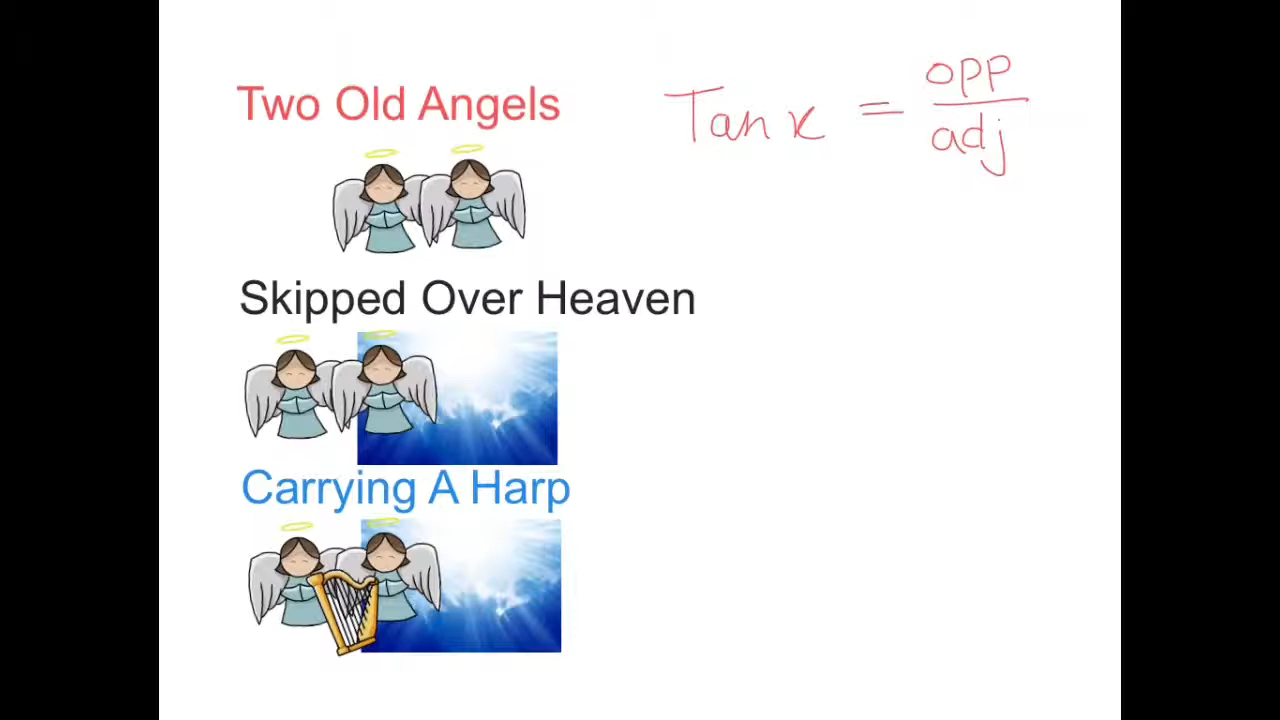 Two Old Angels
Tan x = opp/adj
Skipped Over Heaven
Carrying A Harp